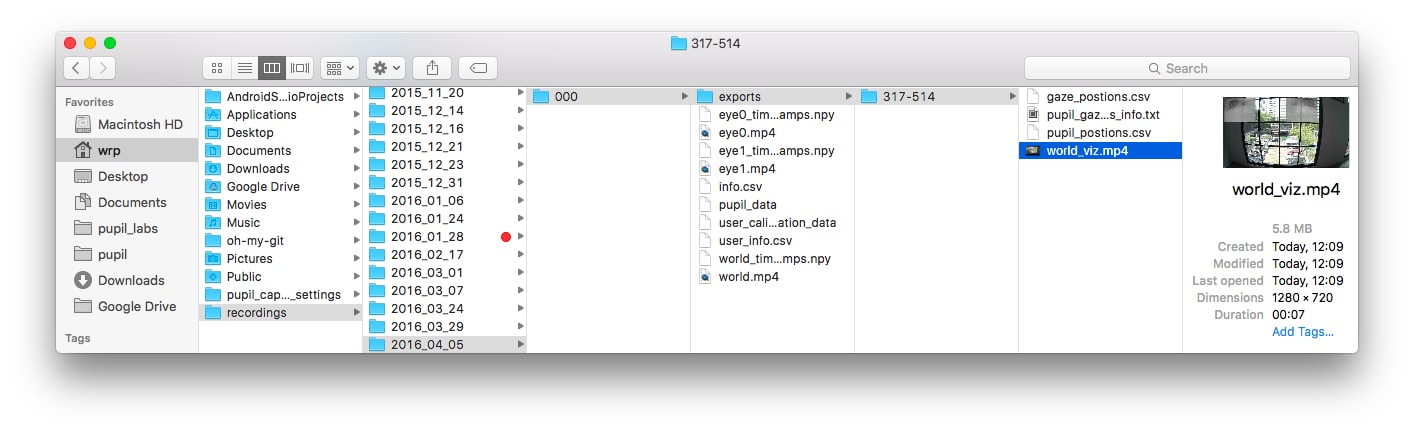 317-514
Search
Favorites
Macintosh HD
wrp
Desktop
Documents
pupil_labs
pupil
Downloads
Google Drive
Tags
AndroidS...ioProjects
Applications
Desktop
Documents
Downloads
Google Drive
Movies
Music
oh-my-git
Pictures
Public
pupil_cap..._settings
recordings
2015_11_20
2015_12_14
2015_12_16
2015_12_21
2015_12_23
2015_12_31
2016_01_06
2016_01_24
2016_01_28
2016_02_17
2016_03_01
2016_03_07
2016_03_24
2016_03_29
2016_04_05
000
exports
eye0_tim...amps.npy
eye0.mp4
eye1_tim...amps.npy
eye1.mp4
info.csv
pupil_data
user_cali...ation_data
user_info.csv
world_tim...mps.npy
world.mp4
317-514
gaze_postions.csv
pupil_gaz...s_info.txt
pupil_postions.csv
world_viz.mp4
world_viz.mp4
5.8 MB
Created Today, 12:09
Modified Today, 12:09
Last opened Today, 12:09
Dimensions 1280 × 720
Duration 00:07
Add Tags...